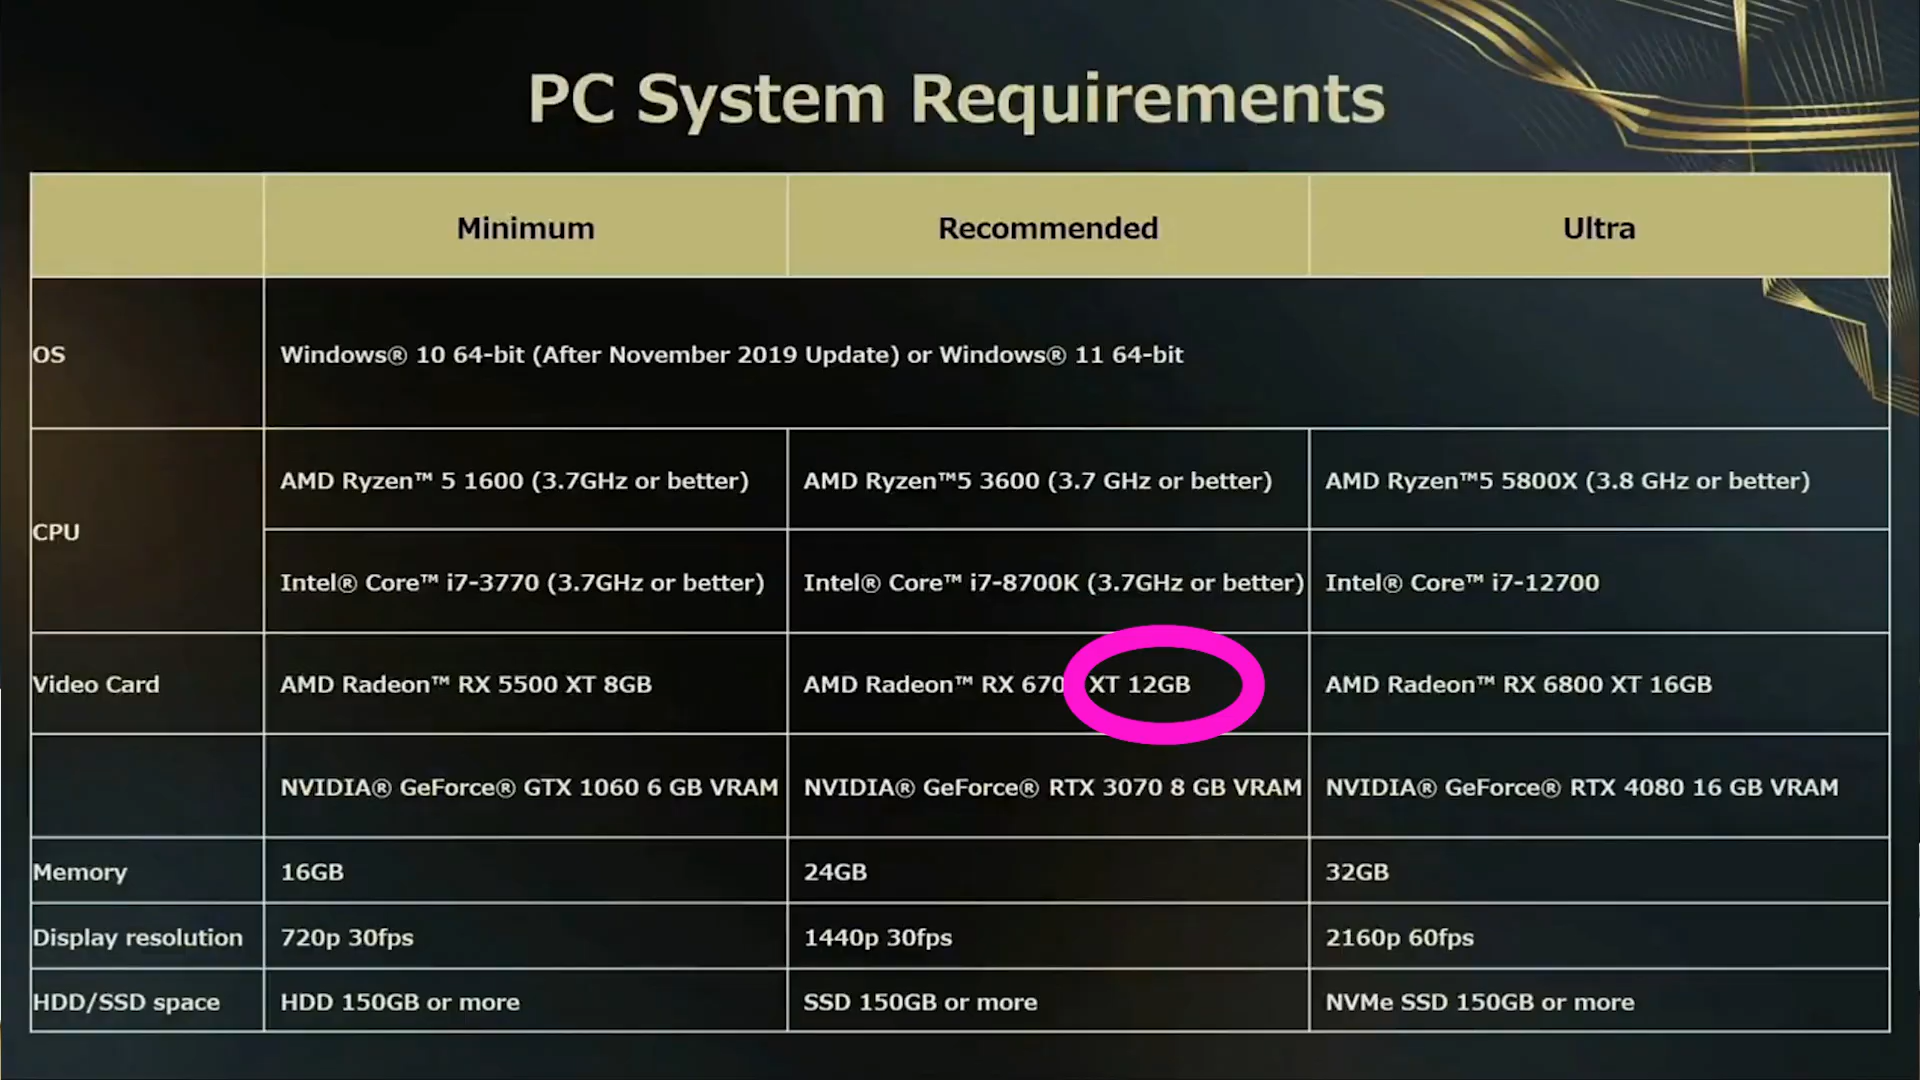 PC System Requirements
Minimum Recommended Ultra
OS Windows® 10 64-bit (After November 2019 Update) or Windows® 11 64-bit
CPU
AMD Ryzen™ 5 1600 (3.7GHz or better) AMD Ryzen™5 3600 (3.7 GHz or better) AMD Ryzen™5 5800X (3.8 GHz or better)
Intel® Core™ i7-3770 (3.7GHz or better) Intel® Core™ i7-8700K (3.7GHz or better) Intel® Core™ i7-12700
Video Card AMD Radeon™ RX 5500 XT 8GB AMD Radeon™ RX XT 12GB AMD Radeon™ RX 6800 XT 16GB
NVIDIA® GeForce® GTX 1060 6 GB VRAM NVIDIA® GeForce® RTX 3070 8 GB VRAM NVIDIA® GeForce® RTX 4080 16 GB VRAM
Memory 16GB 24GB 32GB
Display resolution 720p 30fps 1440p 30fps 2160p 60fps
HDD/SSD space HDD 150GB or more SSD 150GB or more NVMe SSD 150GB or more